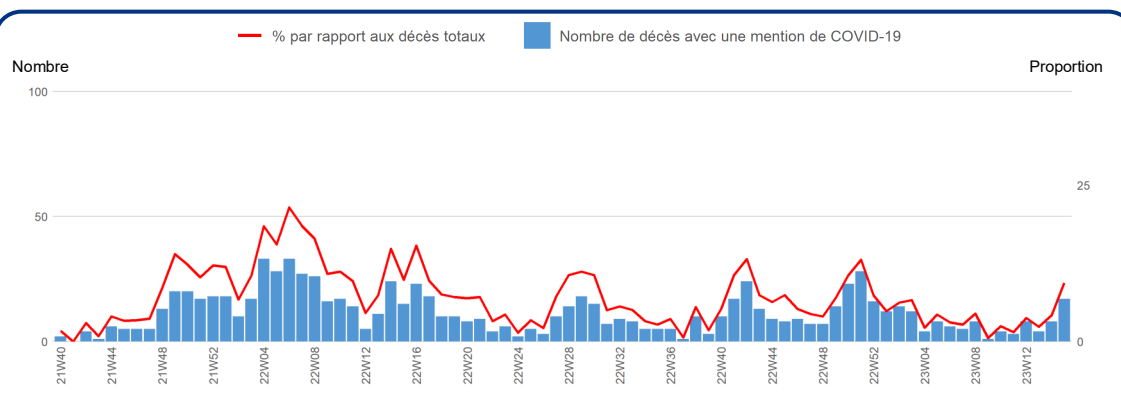 % par rapport aux décès totaux
Nombre de décès avec une mention de COVID-19
Nombre
Proportion
100
50
0
25
0
21W40
21W44
21W48
21W52
22W04
22W08
22W12
22W16
22W20
22W24
22W28
22W32
22W36
22W40
22W44
22W48
22W52
23W04
23W08
23W12